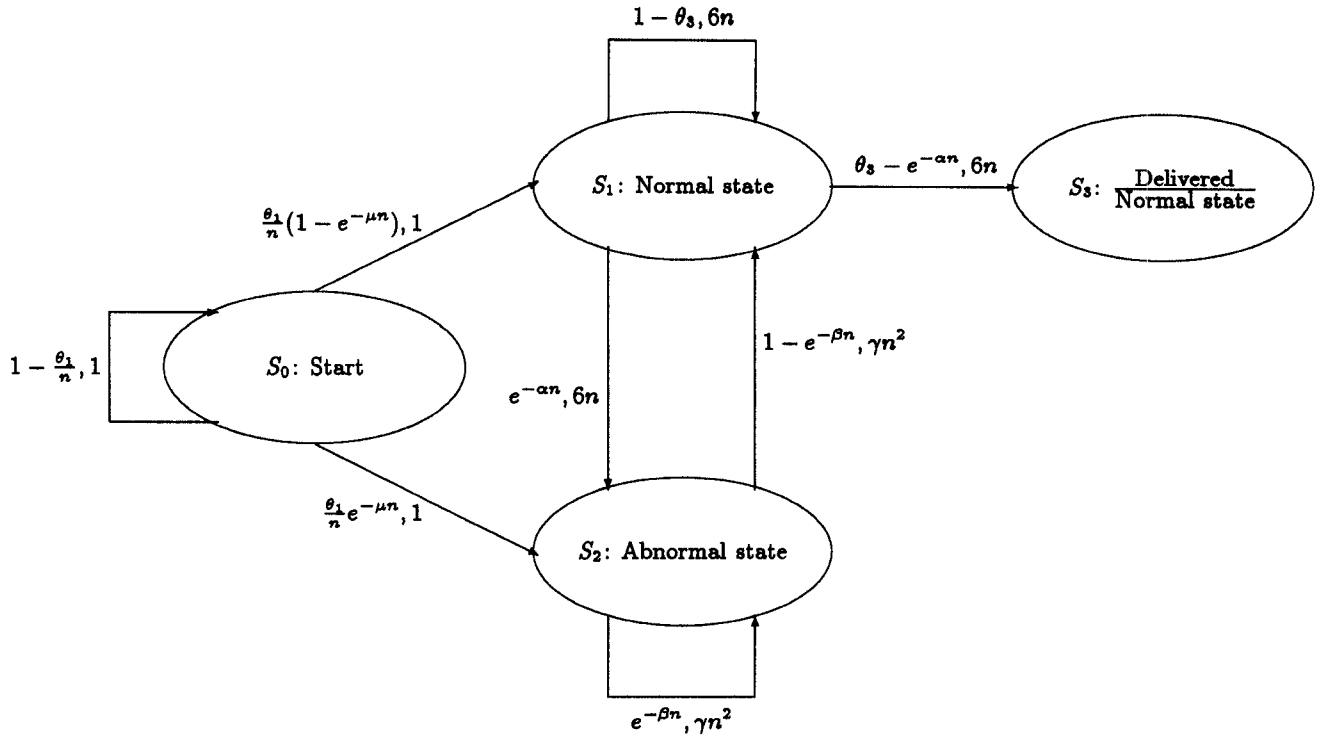 1 − θ₃, 6n
S₁: Normal state
θ₃ − e^{−αn}, 6n
S₃: Delivered
Normal state
θ₁/n (1 − e^{−μn}), 1
1 − θ₁/n, 1
S₀: Start
e^{−αn}, 6n
1 − e^{−βn}, γn²
θ₁/n e^{−μn}, 1
S₂: Abnormal state
e^{−βn}, γn²